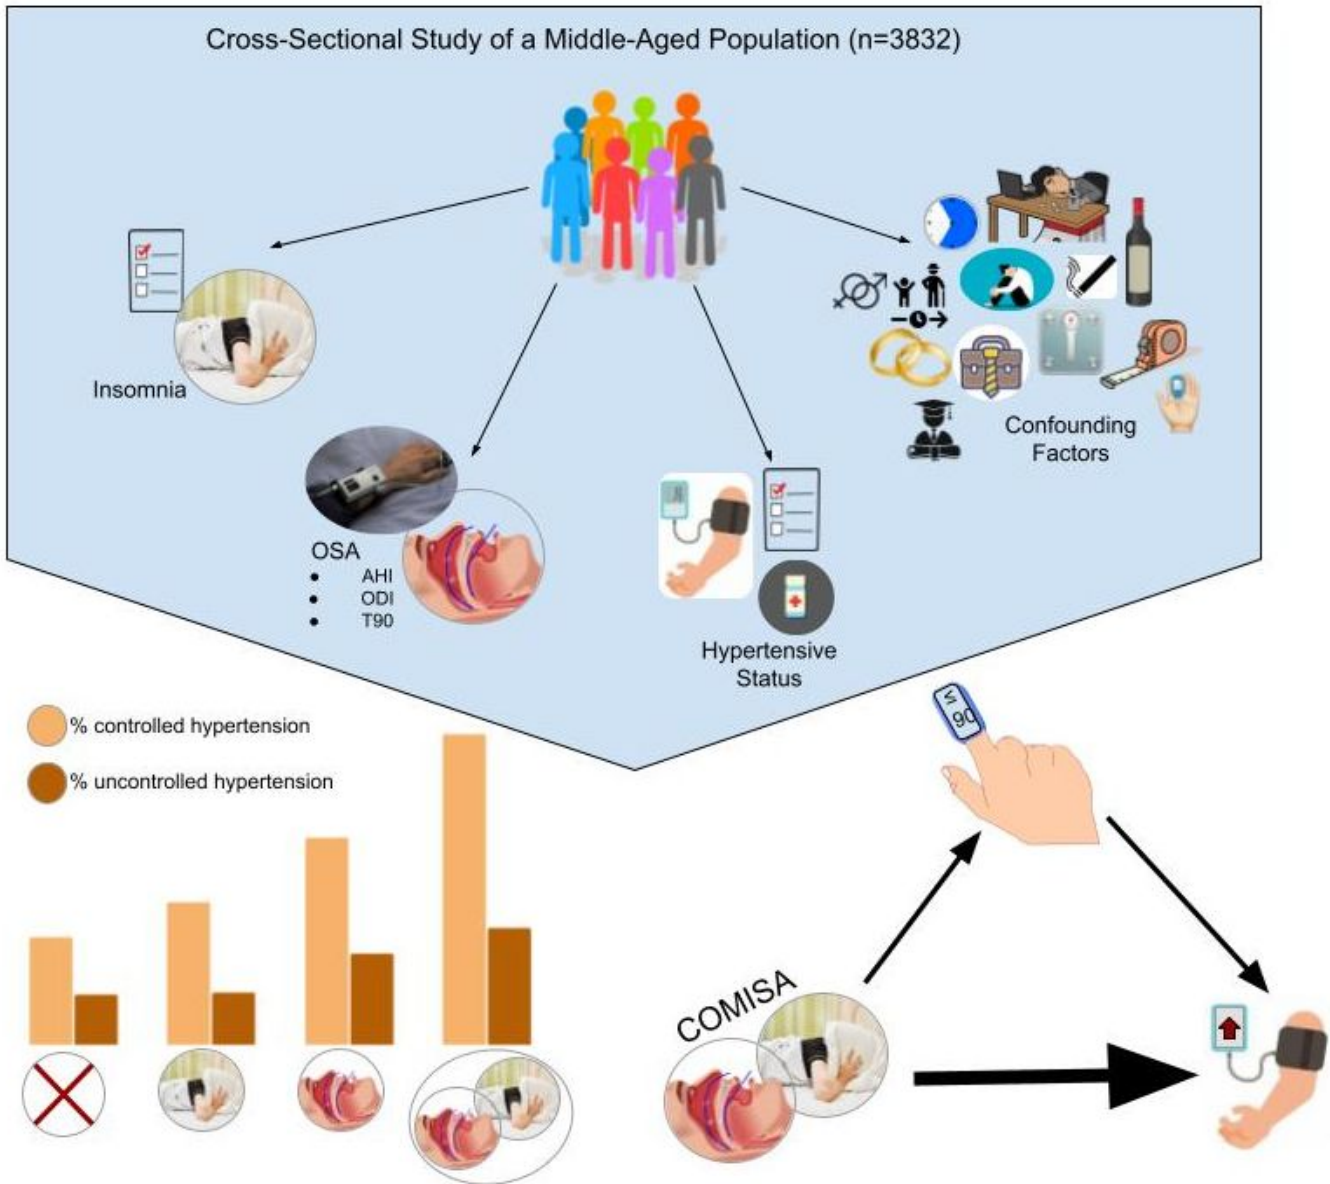 Cross-Sectional Study of a Middle-Aged Population (n=3832)
Insomnia
Confounding
Factors
OSA
• AHI
• ODI
• T90
Hypertensive
Status
% controlled hypertension
% uncontrolled hypertension
≤
90
COMISA